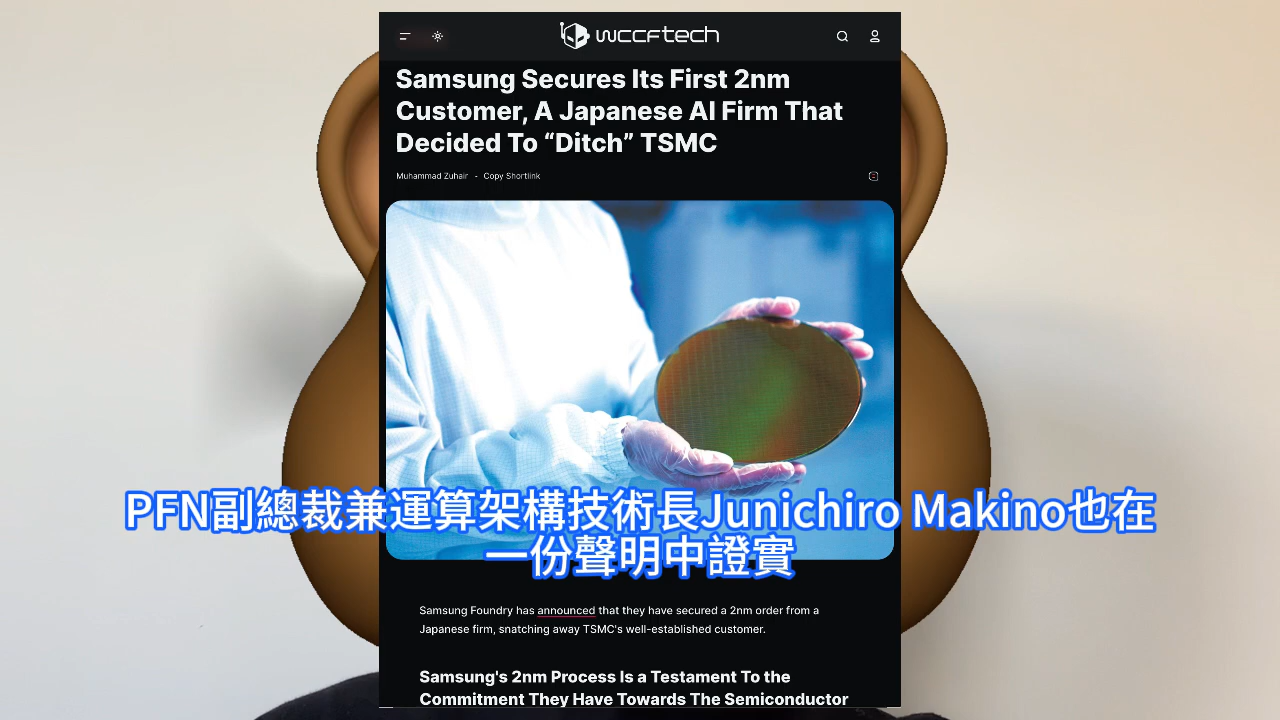 wccftech
Samsung Secures Its First 2nm
Customer, A Japanese AI Firm That
Decided To “Ditch” TSMC
Muhammad Zuhair - Copy Shortlink
PFN副總裁兼運算架構技術長Junichiro Makino也在
一份聲明中證實
Samsung Foundry has announced that they have secured a 2nm order from a
Japanese firm, snatching away TSMC's well-established customer.
Samsung's 2nm Process Is a Testament To the
Commitment They Have Towards The Semiconductor